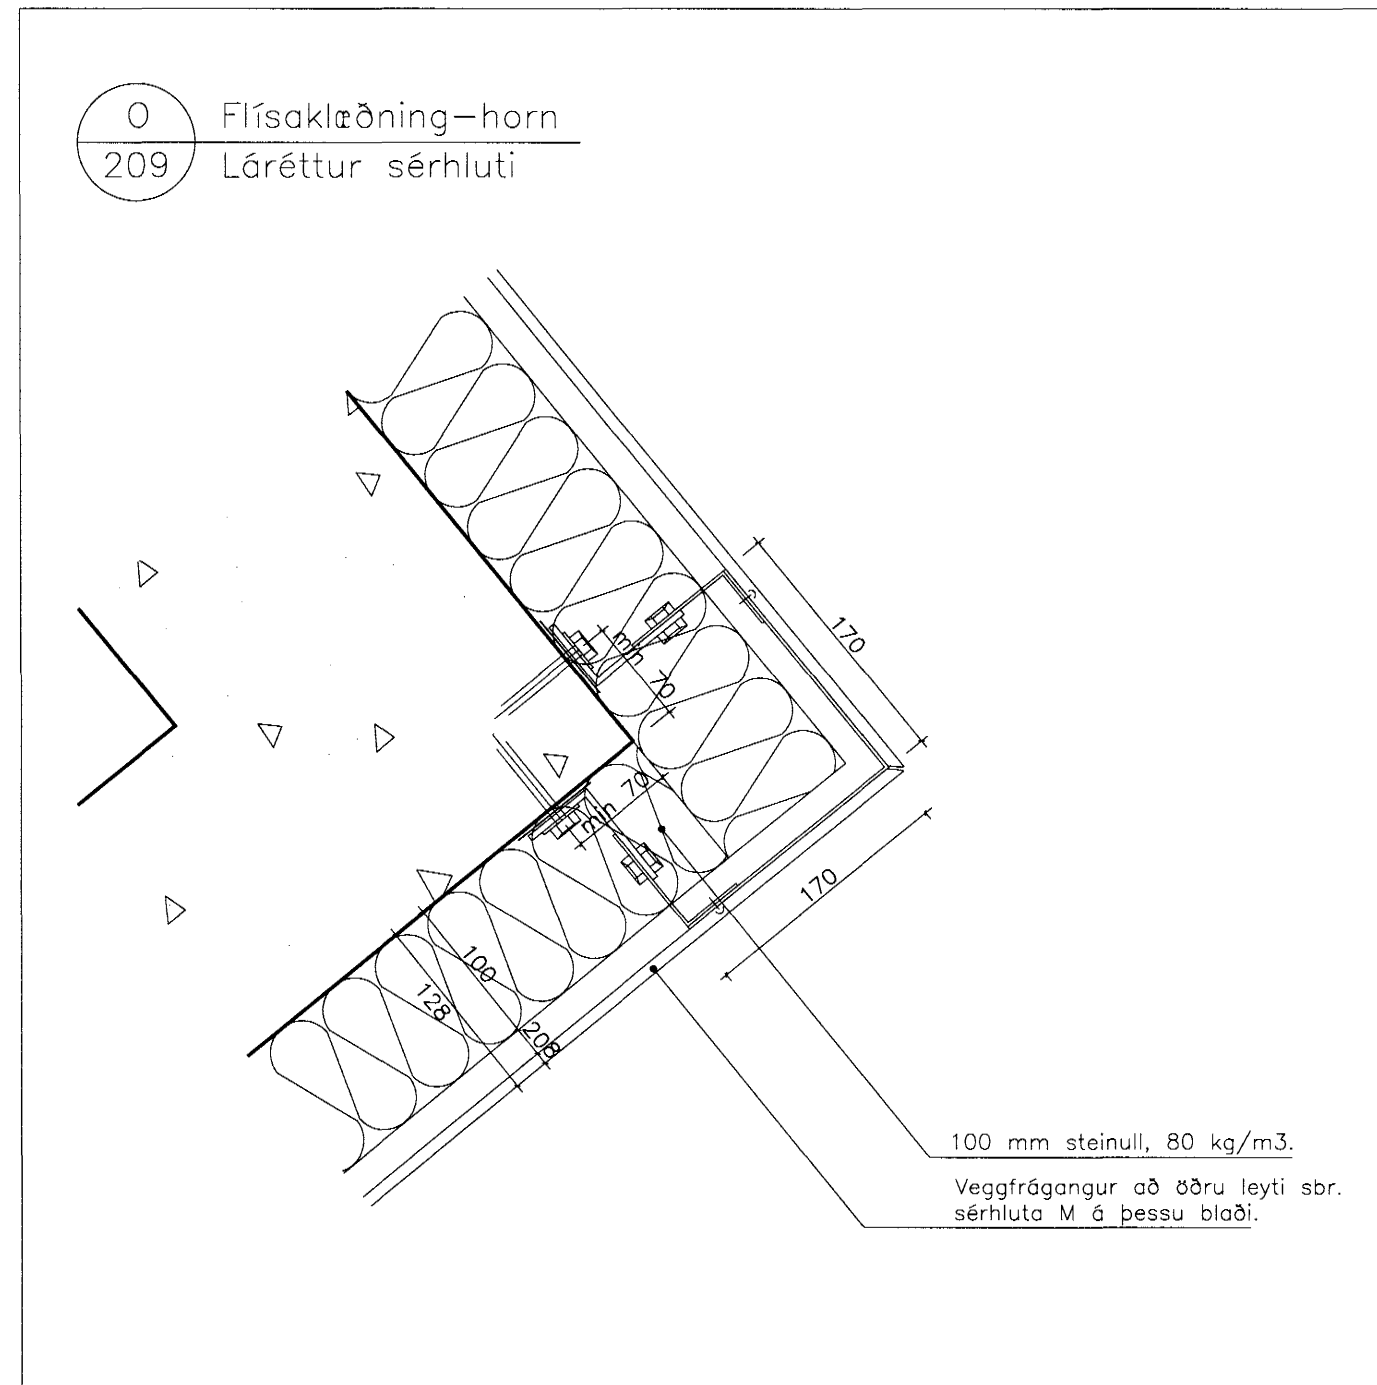 O
209
Flísaklæðning-horn
Láréttur sérhluti
170
min 70
min 70
170
100
128
208
100 mm steinull, 80 kg/m3.
Veggfrágangur að öðru leyti sbr.
sérhluta M á þessu blaði.